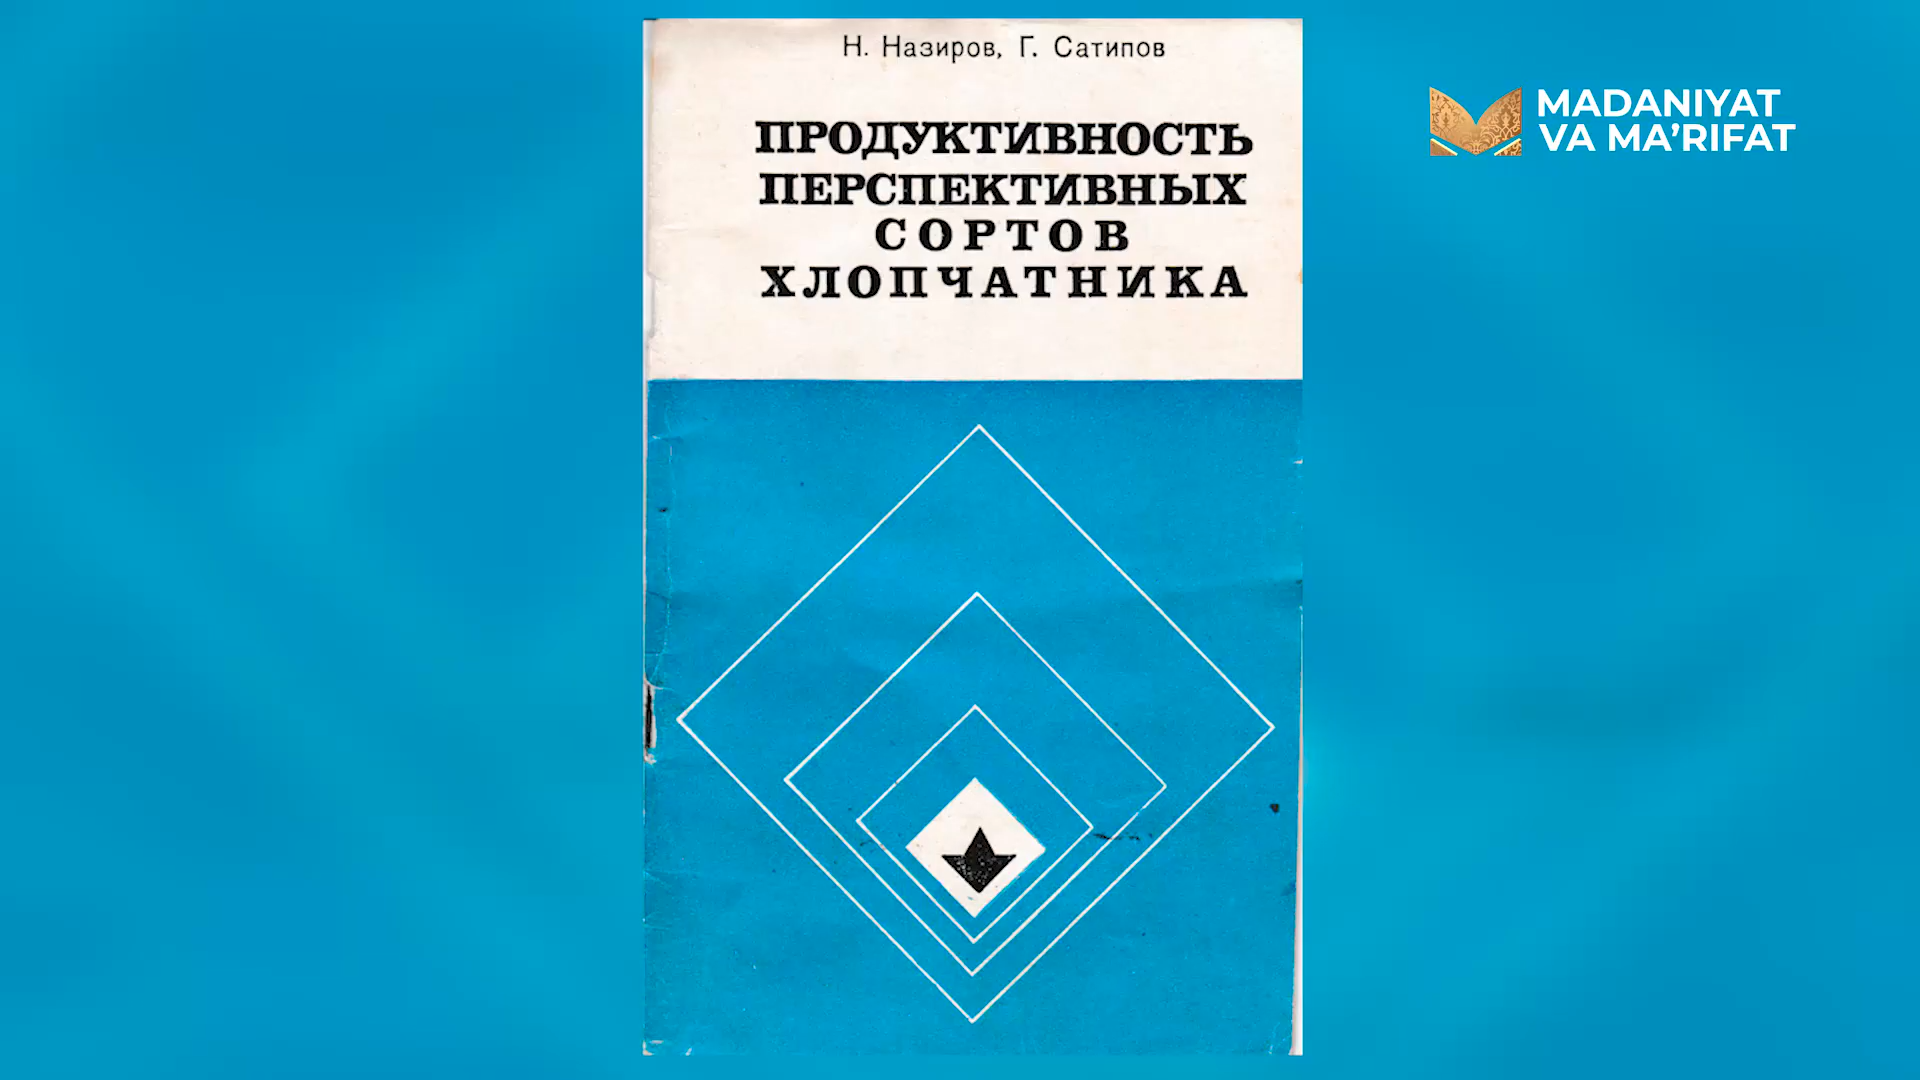 Н. Назиров, Г. Сатипов
ПРОДУКТИВНОСТЬ
ПЕРСПЕКТИВНЫХ
СОРТОВ
ХЛОПЧАТНИКА
MADANIYAT
VA MA’RIFAT